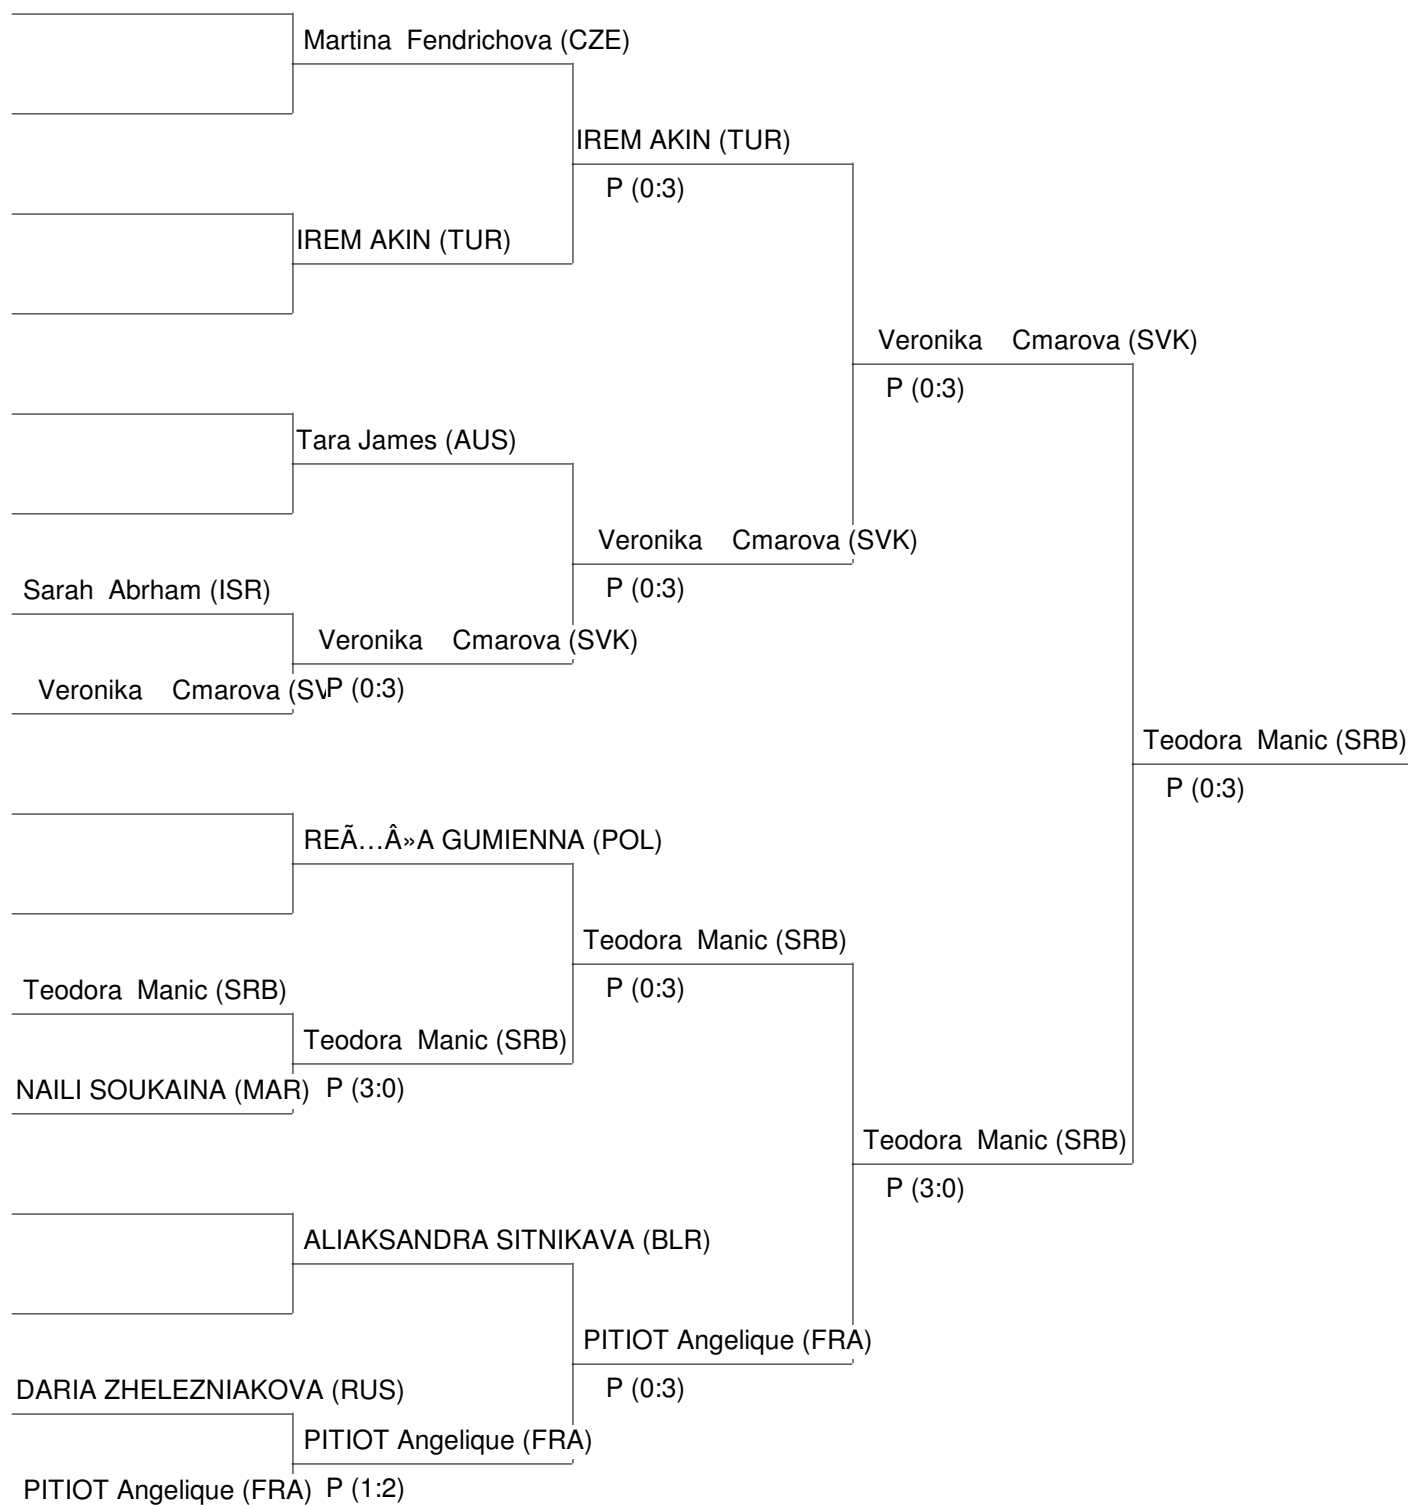 Martina  Fendrichova (CZE)
IREM AKIN (TUR)
P (0:3)
IREM AKIN (TUR)
Veronika    Cmarova (SVK)
P (0:3)
Tara James (AUS)
Veronika    Cmarova (SVK)
P (0:3)
Sarah  Abrham (ISR)
Veronika    Cmarova (SVK)
Veronika    Cmarova (SV
P (0:3)
Teodora  Manic (SRB)
P (0:3)
REÃ…Â»A GUMIENNA (POL)
Teodora  Manic (SRB)
P (0:3)
Teodora  Manic (SRB)
Teodora  Manic (SRB)
NAILI SOUKAINA (MAR)
P (3:0)
Teodora  Manic (SRB)
P (3:0)
ALIAKSANDRA SITNIKAVA (BLR)
PITIOT Angelique (FRA)
P (0:3)
DARIA ZHELEZNIAKOVA (RUS)
PITIOT Angelique (FRA)
PITIOT Angelique (FRA)
P (1:2)